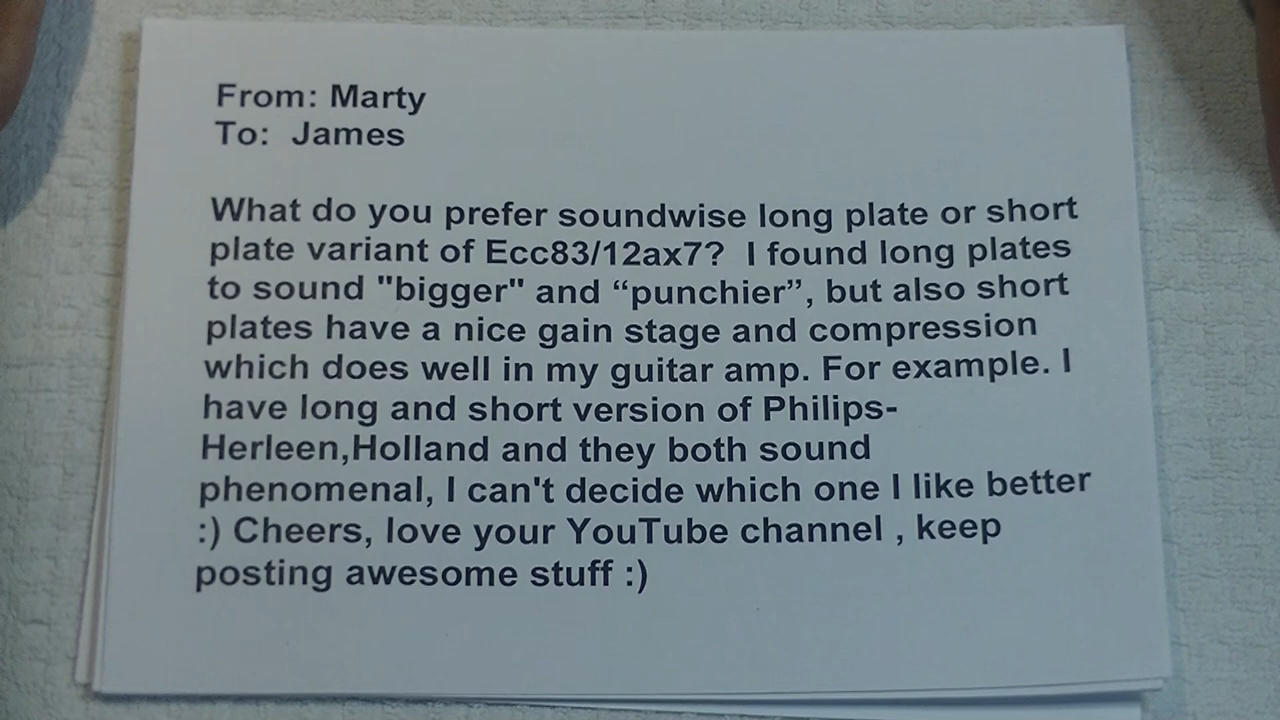 From: Marty
To:  James
What do you prefer soundwise long plate or short
plate variant of Ecc83/12ax7?  I found long plates
to sound "bigger" and “punchier”, but also short
plates have a nice gain stage and compression
which does well in my guitar amp. For example. I
have long and short version of Philips-
Herleen,Holland and they both sound
phenomenal, I can't decide which one I like better
:) Cheers, love your YouTube channel , keep
posting awesome stuff :)